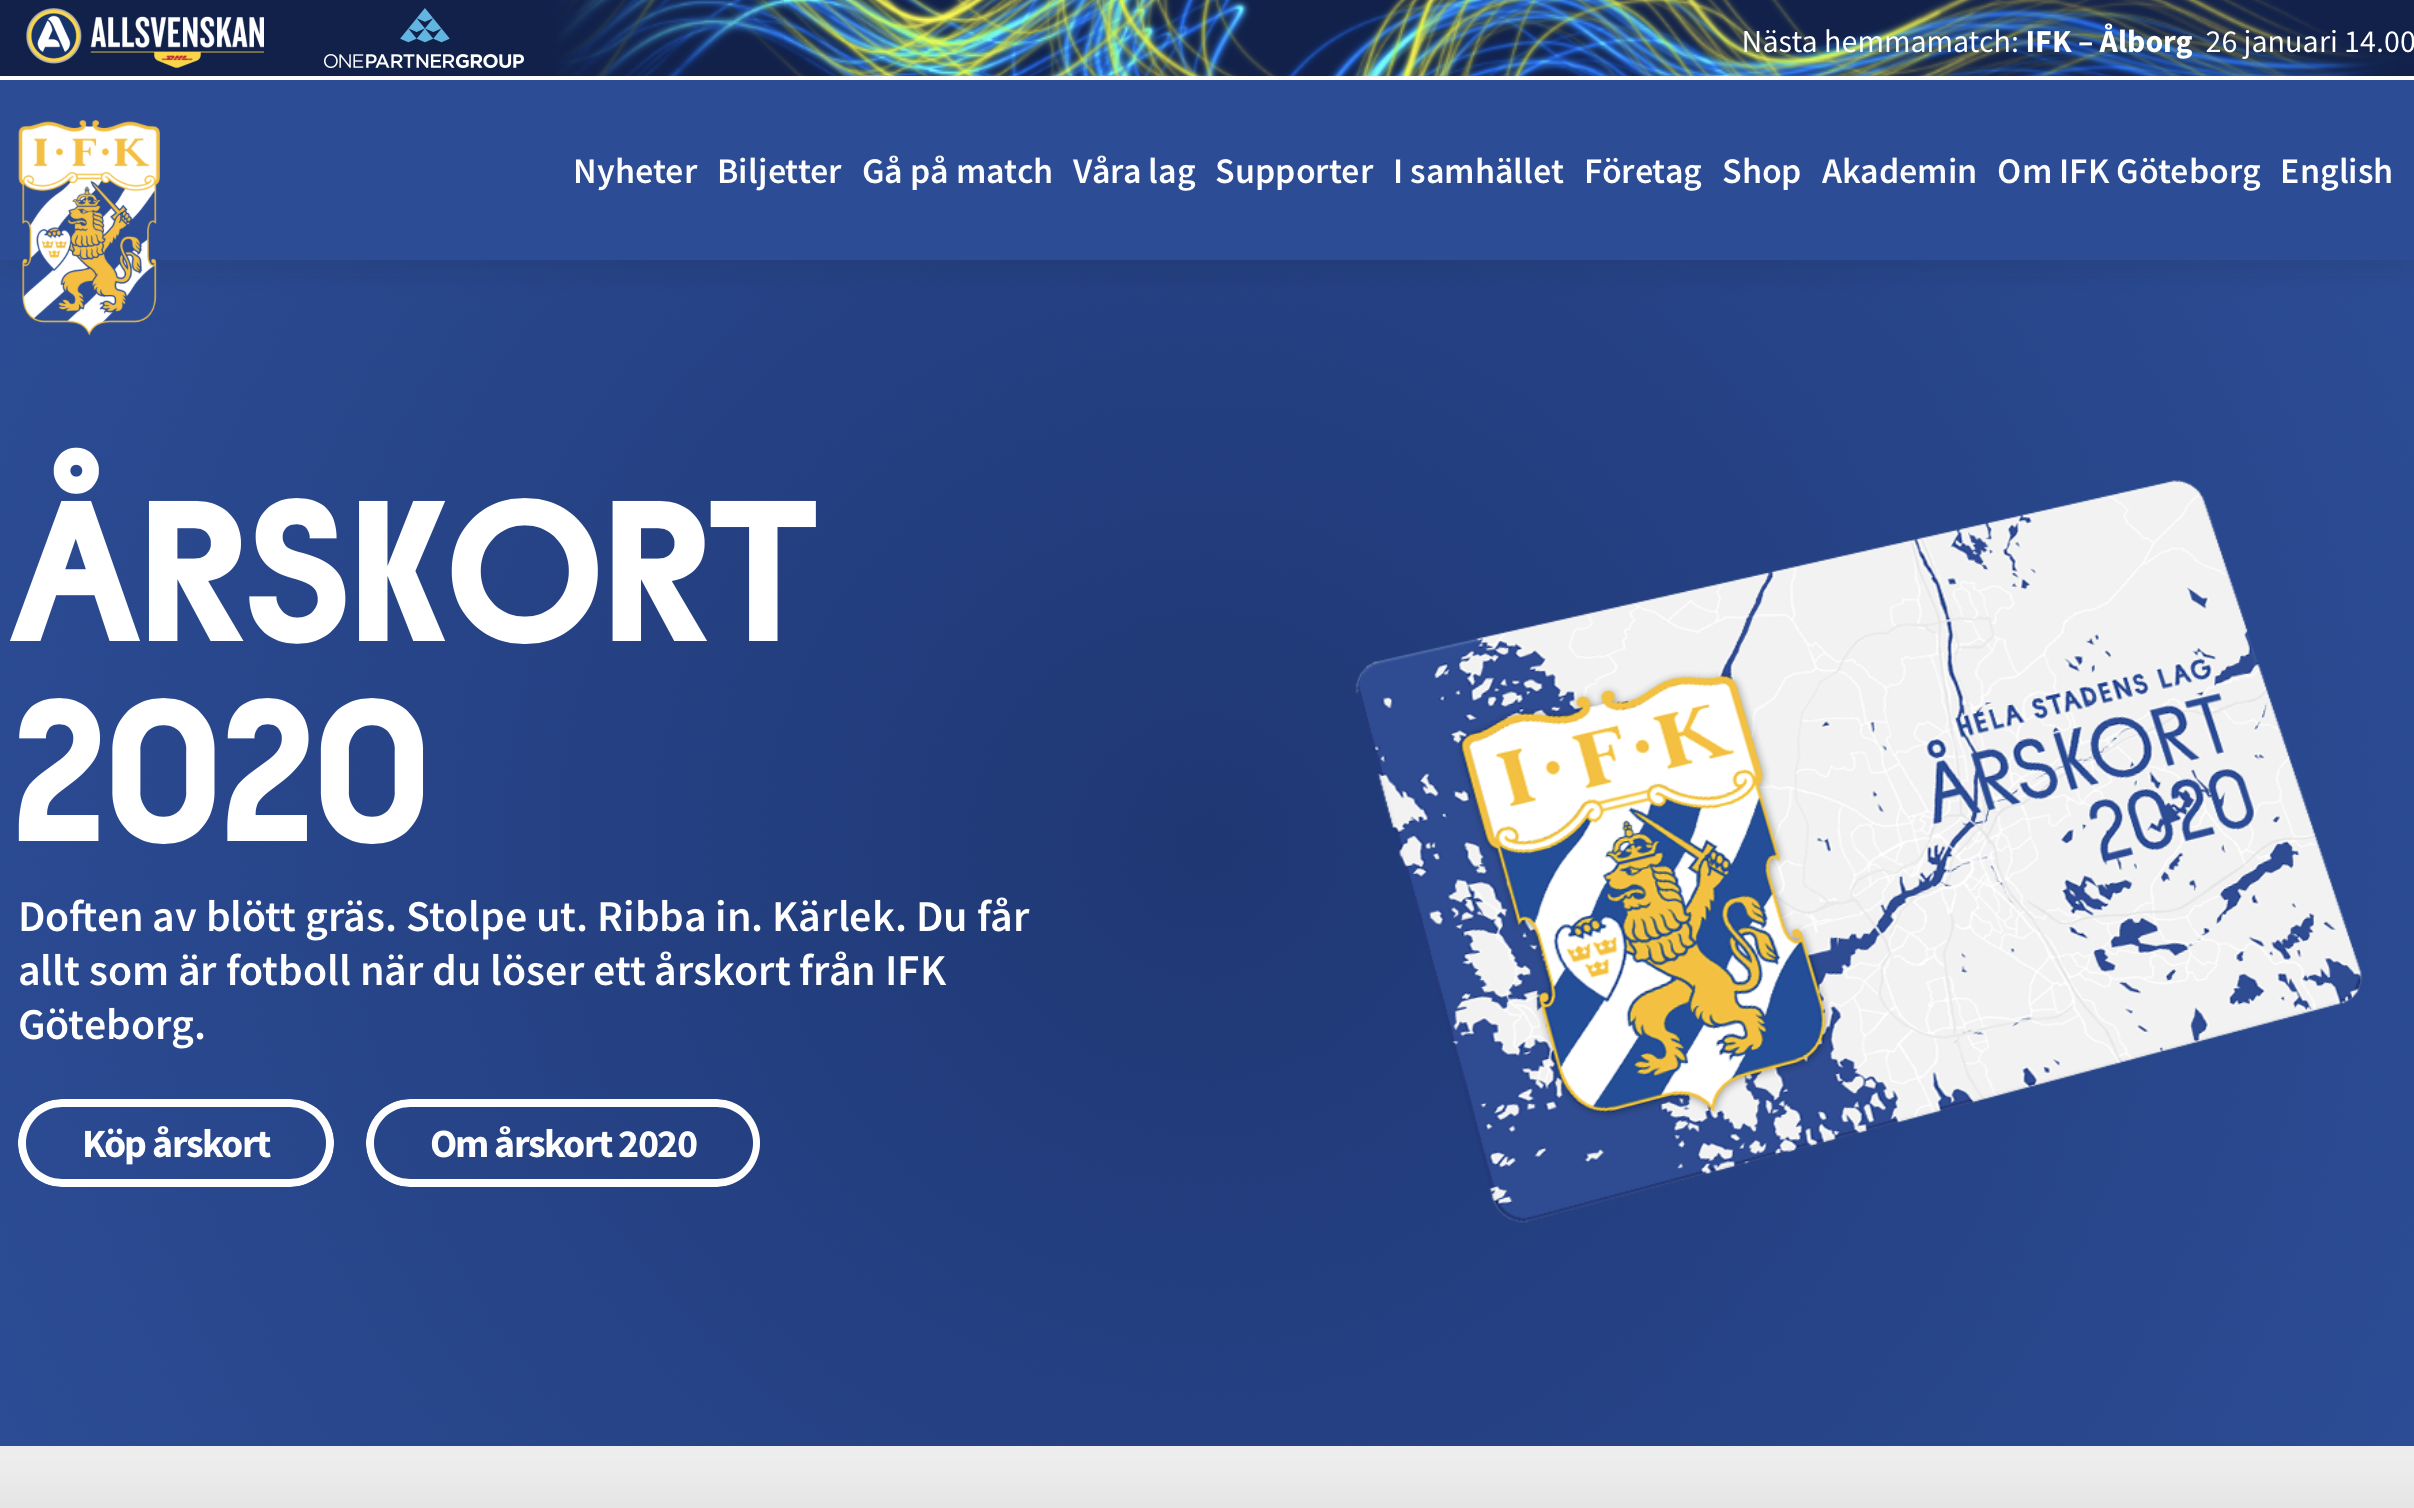 ALLSVENSKAN
DHL
ONEPARTNERGROUP
Nästa hemmamatch: IFK – Ålborg 26 januari 14.00
I·F·K
Nyheter Biljetter Gå på match Våra lag Supporter I samhället Företag Shop Akademin Om IFK Göteborg English
ÅRSKORT
2020
Doften av blött gräs. Stolpe ut. Ribba in. Kärlek. Du får
allt som är fotboll när du löser ett årskort från IFK
Göteborg.
Köp årskort
Om årskort 2020
I·F·K
HELA STADENS LAG
ÅRSKORT
2020